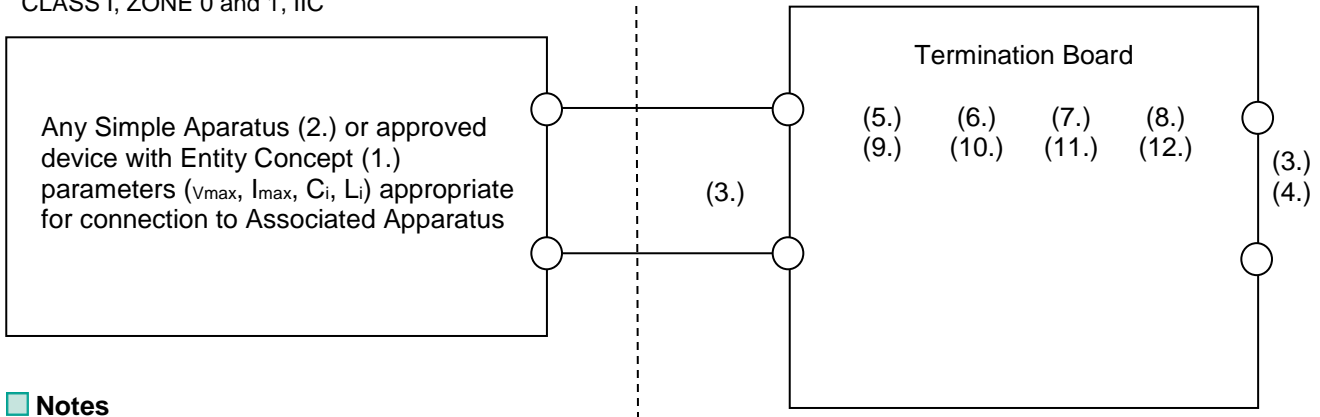 CLASS I, ZONE 0 and 1, IIC
Termination Board
Any Simple Aparatus (2.) or approved
device with Entity Concept (1.)
parameters (Vmax, Imax, Ci, Li) appropriate
for connection to Associated Apparatus
(3.)
(5.) (6.) (7.) (8.)
(9.) (10.) (11.) (12.)
(3.)
(4.)
Notes